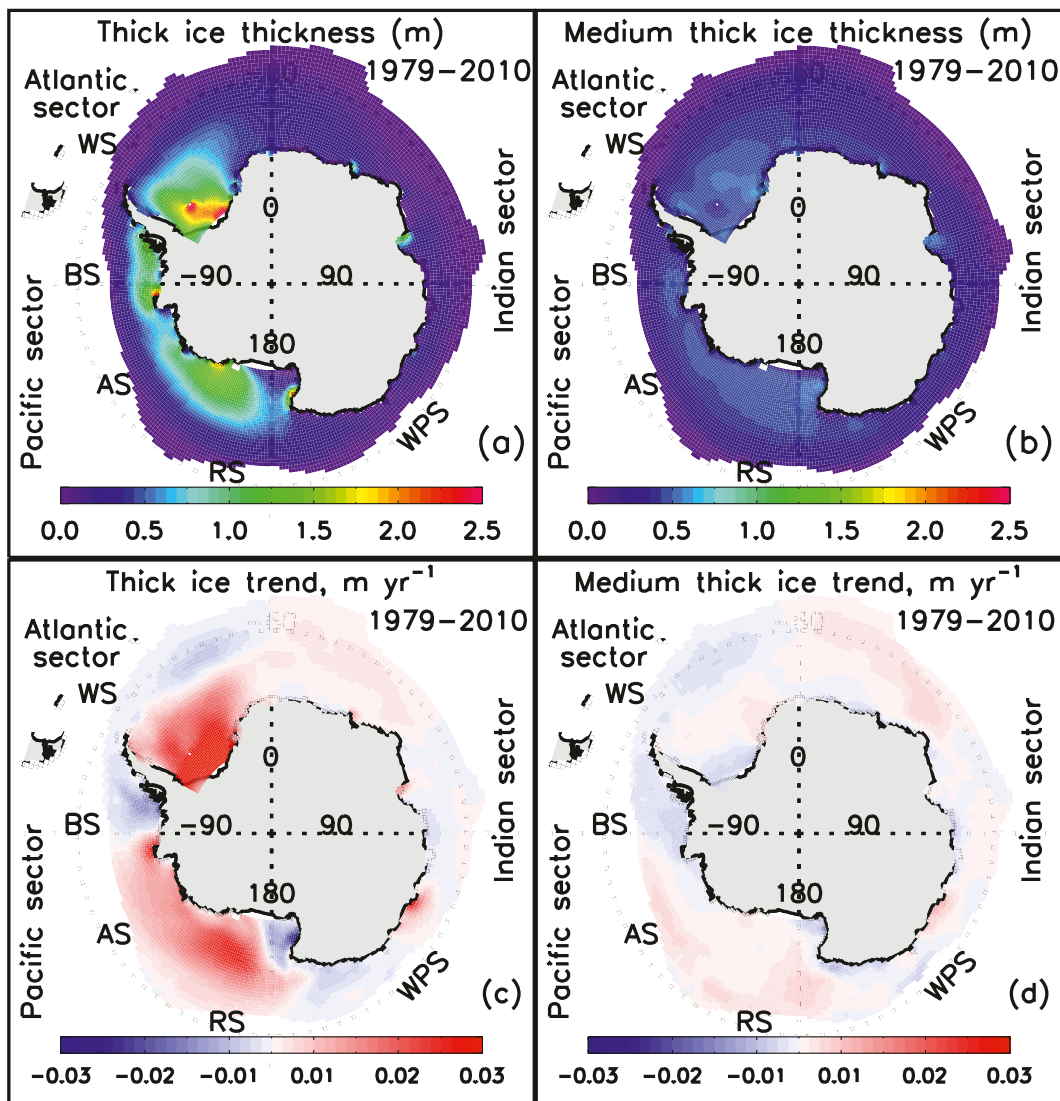 Thick ice thickness (m)
1979−2010
Atlantic
sector
WS
BS
Pacific sector
AS
RS
WPS
Indian sector
0
−90
90
180
(a)
0.0 0.5 1.0 1.5 2.0 2.5
Medium thick ice thickness (m)
1979−2010
Atlantic
sector
WS
BS
Pacific sector
AS
RS
WPS
Indian sector
0
−90
90
180
(b)
0.0 0.5 1.0 1.5 2.0 2.5
Thick ice trend, m yr⁻¹
1979−2010
Atlantic
sector
WS
BS
Pacific sector
AS
RS
WPS
Indian sector
0
−90
90
180
(c)
−0.03 −0.02 −0.01 0.01 0.02 0.03
Medium thick ice trend, m yr⁻¹
1979−2010
Atlantic
sector
WS
BS
Pacific sector
AS
RS
WPS
Indian sector
0
−90
90
180
(d)
−0.03 −0.02 −0.01 0.01 0.02 0.03